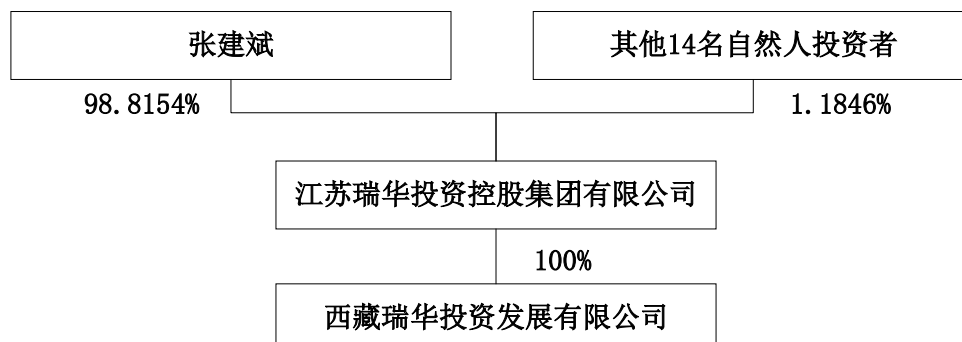 张建斌
其他14名自然人投资者
98.8154%
1.1846%
江苏瑞华投资控股集团有限公司
100%
西藏瑞华投资发展有限公司